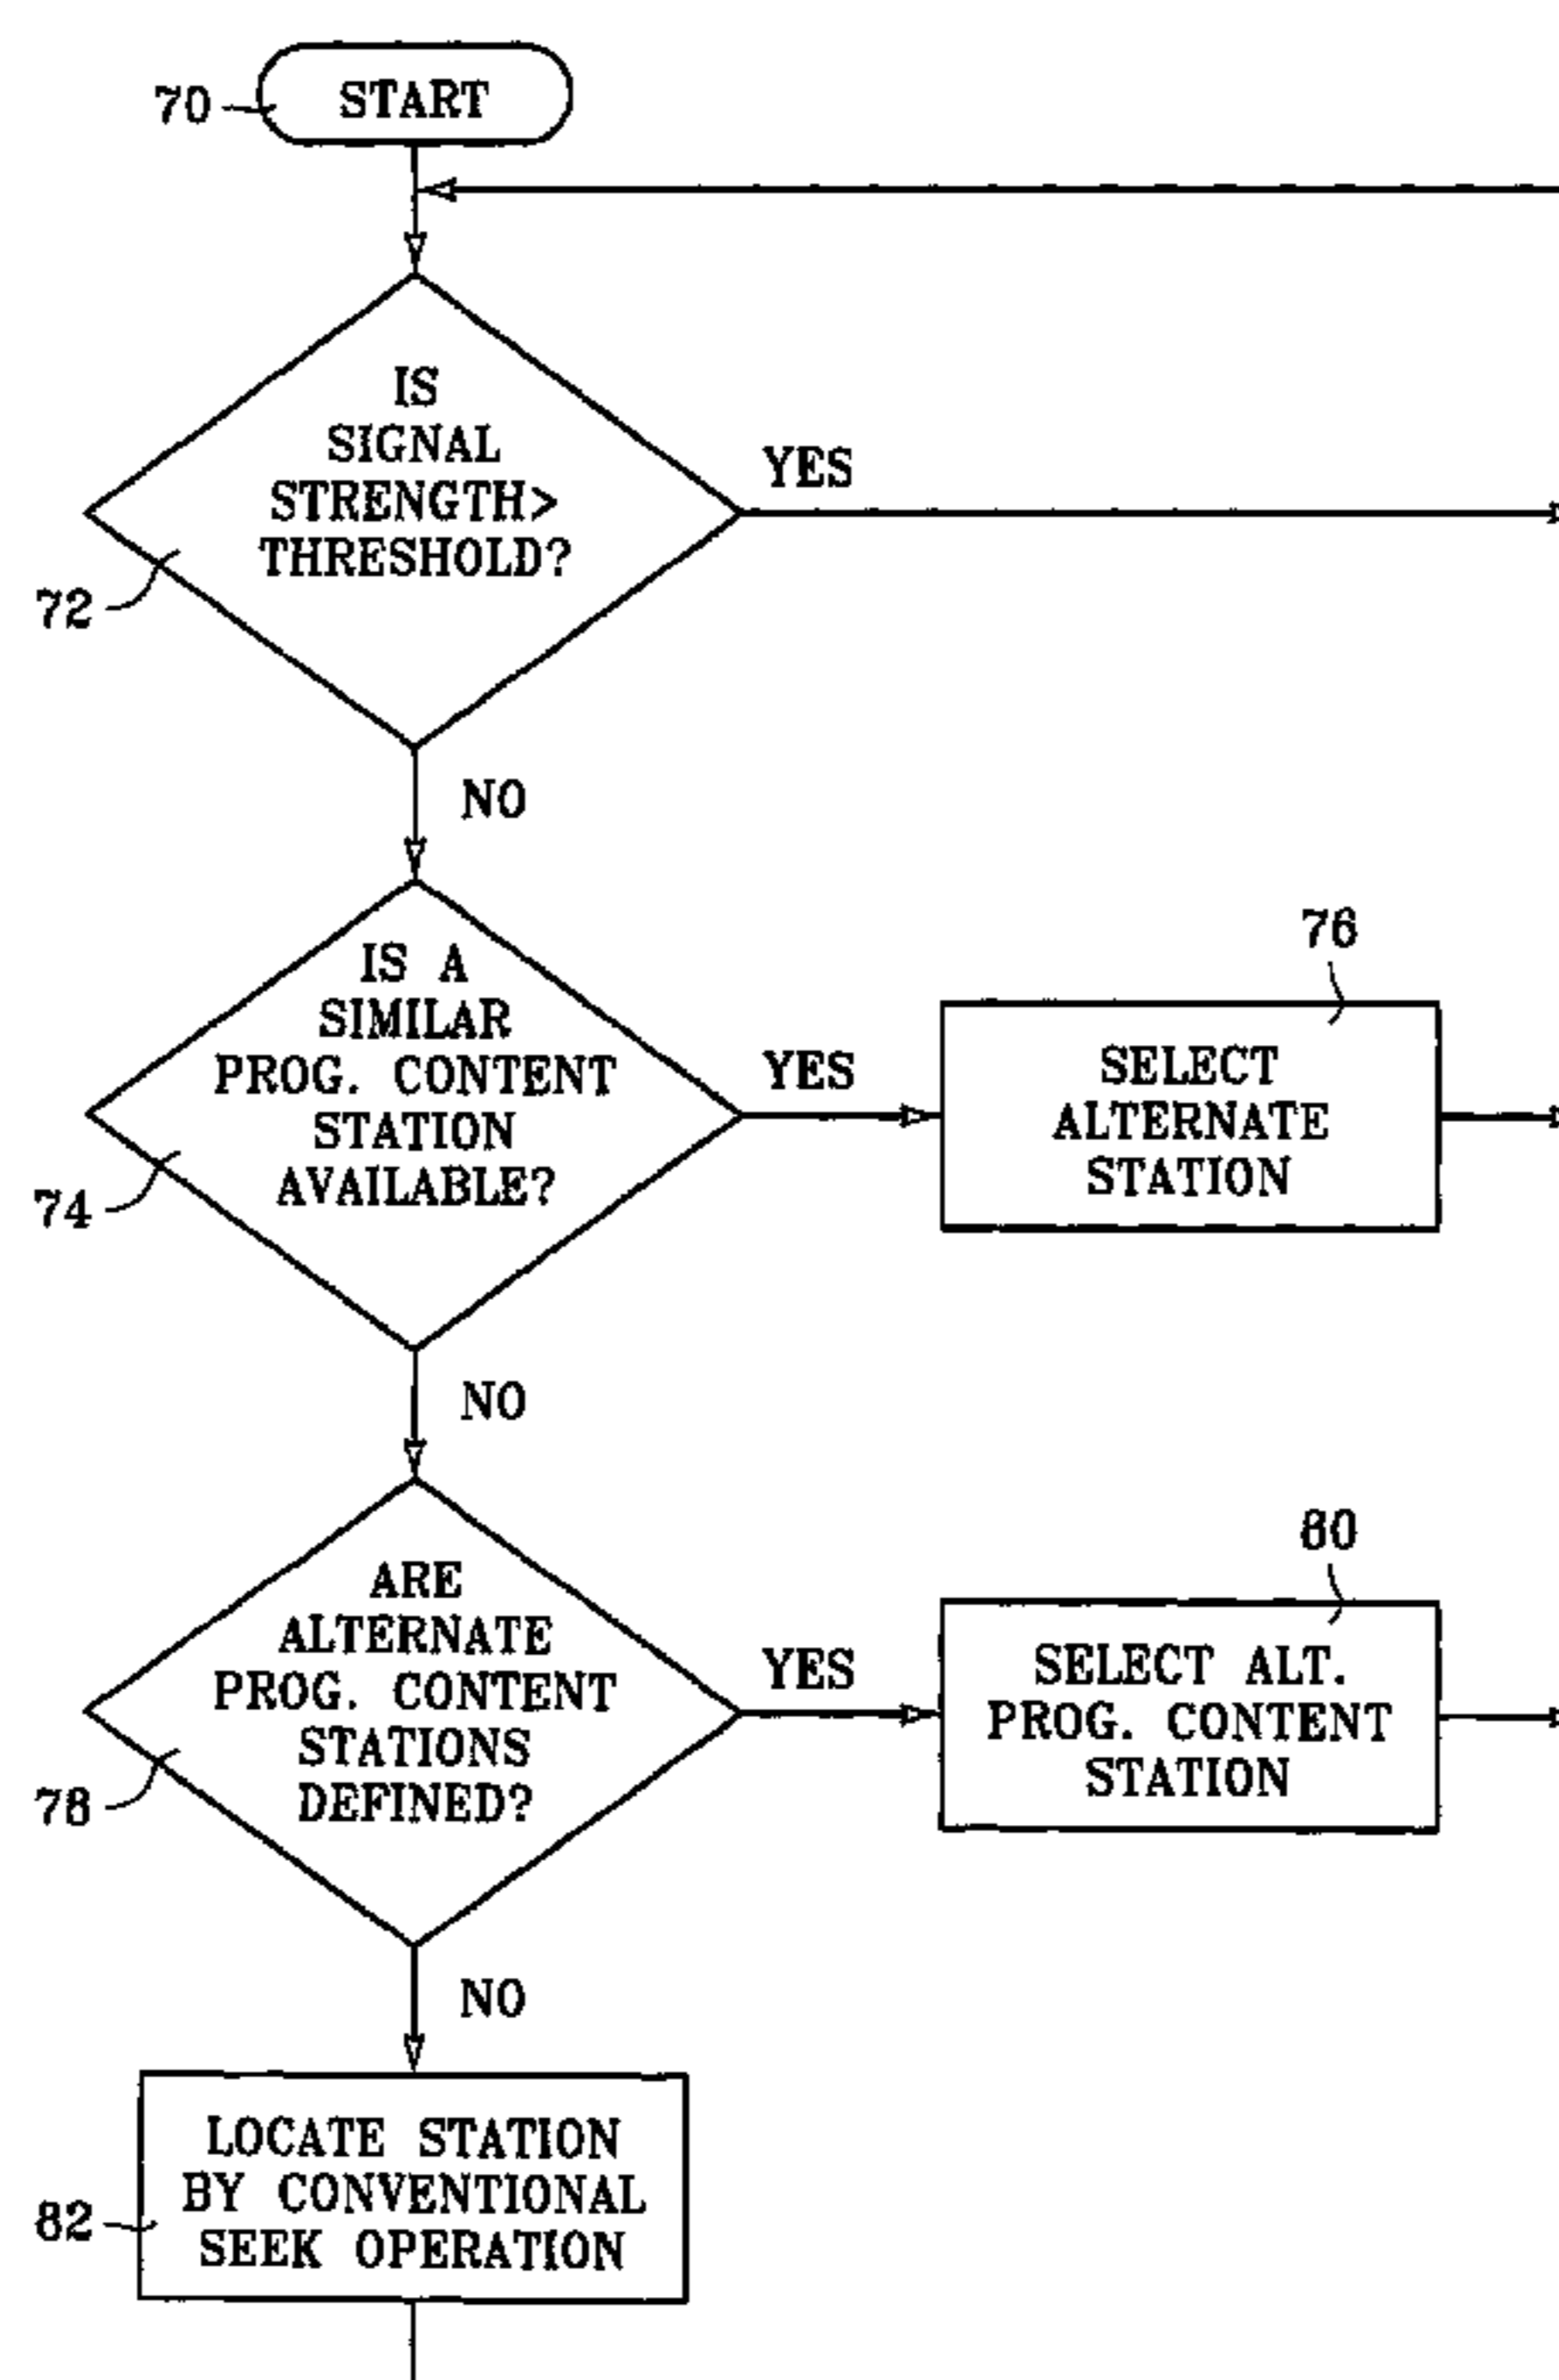 70
START
IS
SIGNAL
STRENGTH>
THRESHOLD?
YES
72
NO
IS A
SIMILAR
PROG. CONTENT
STATION
AVAILABLE?
YES
74
76
SELECT
ALTERNATE
STATION
NO
ARE
ALTERNATE
PROG. CONTENT
STATIONS
DEFINED?
YES
78
80
SELECT ALT.
PROG. CONTENT
STATION
NO
LOCATE STATION
BY CONVENTIONAL
SEEK OPERATION
82